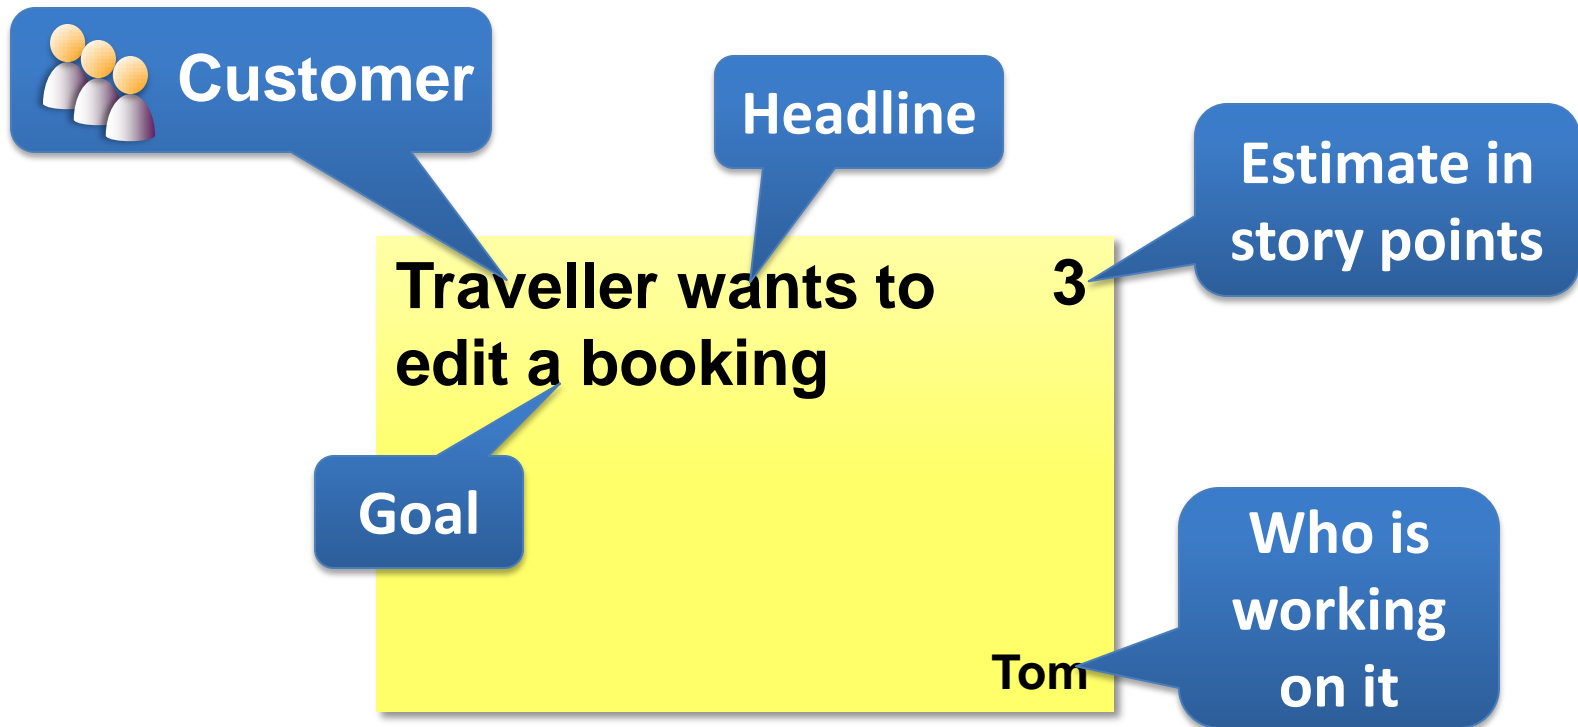 Customer
Headline
Estimate in
story points
Traveller wants to
edit a booking
3
Goal
Who is
working
on it
Tom